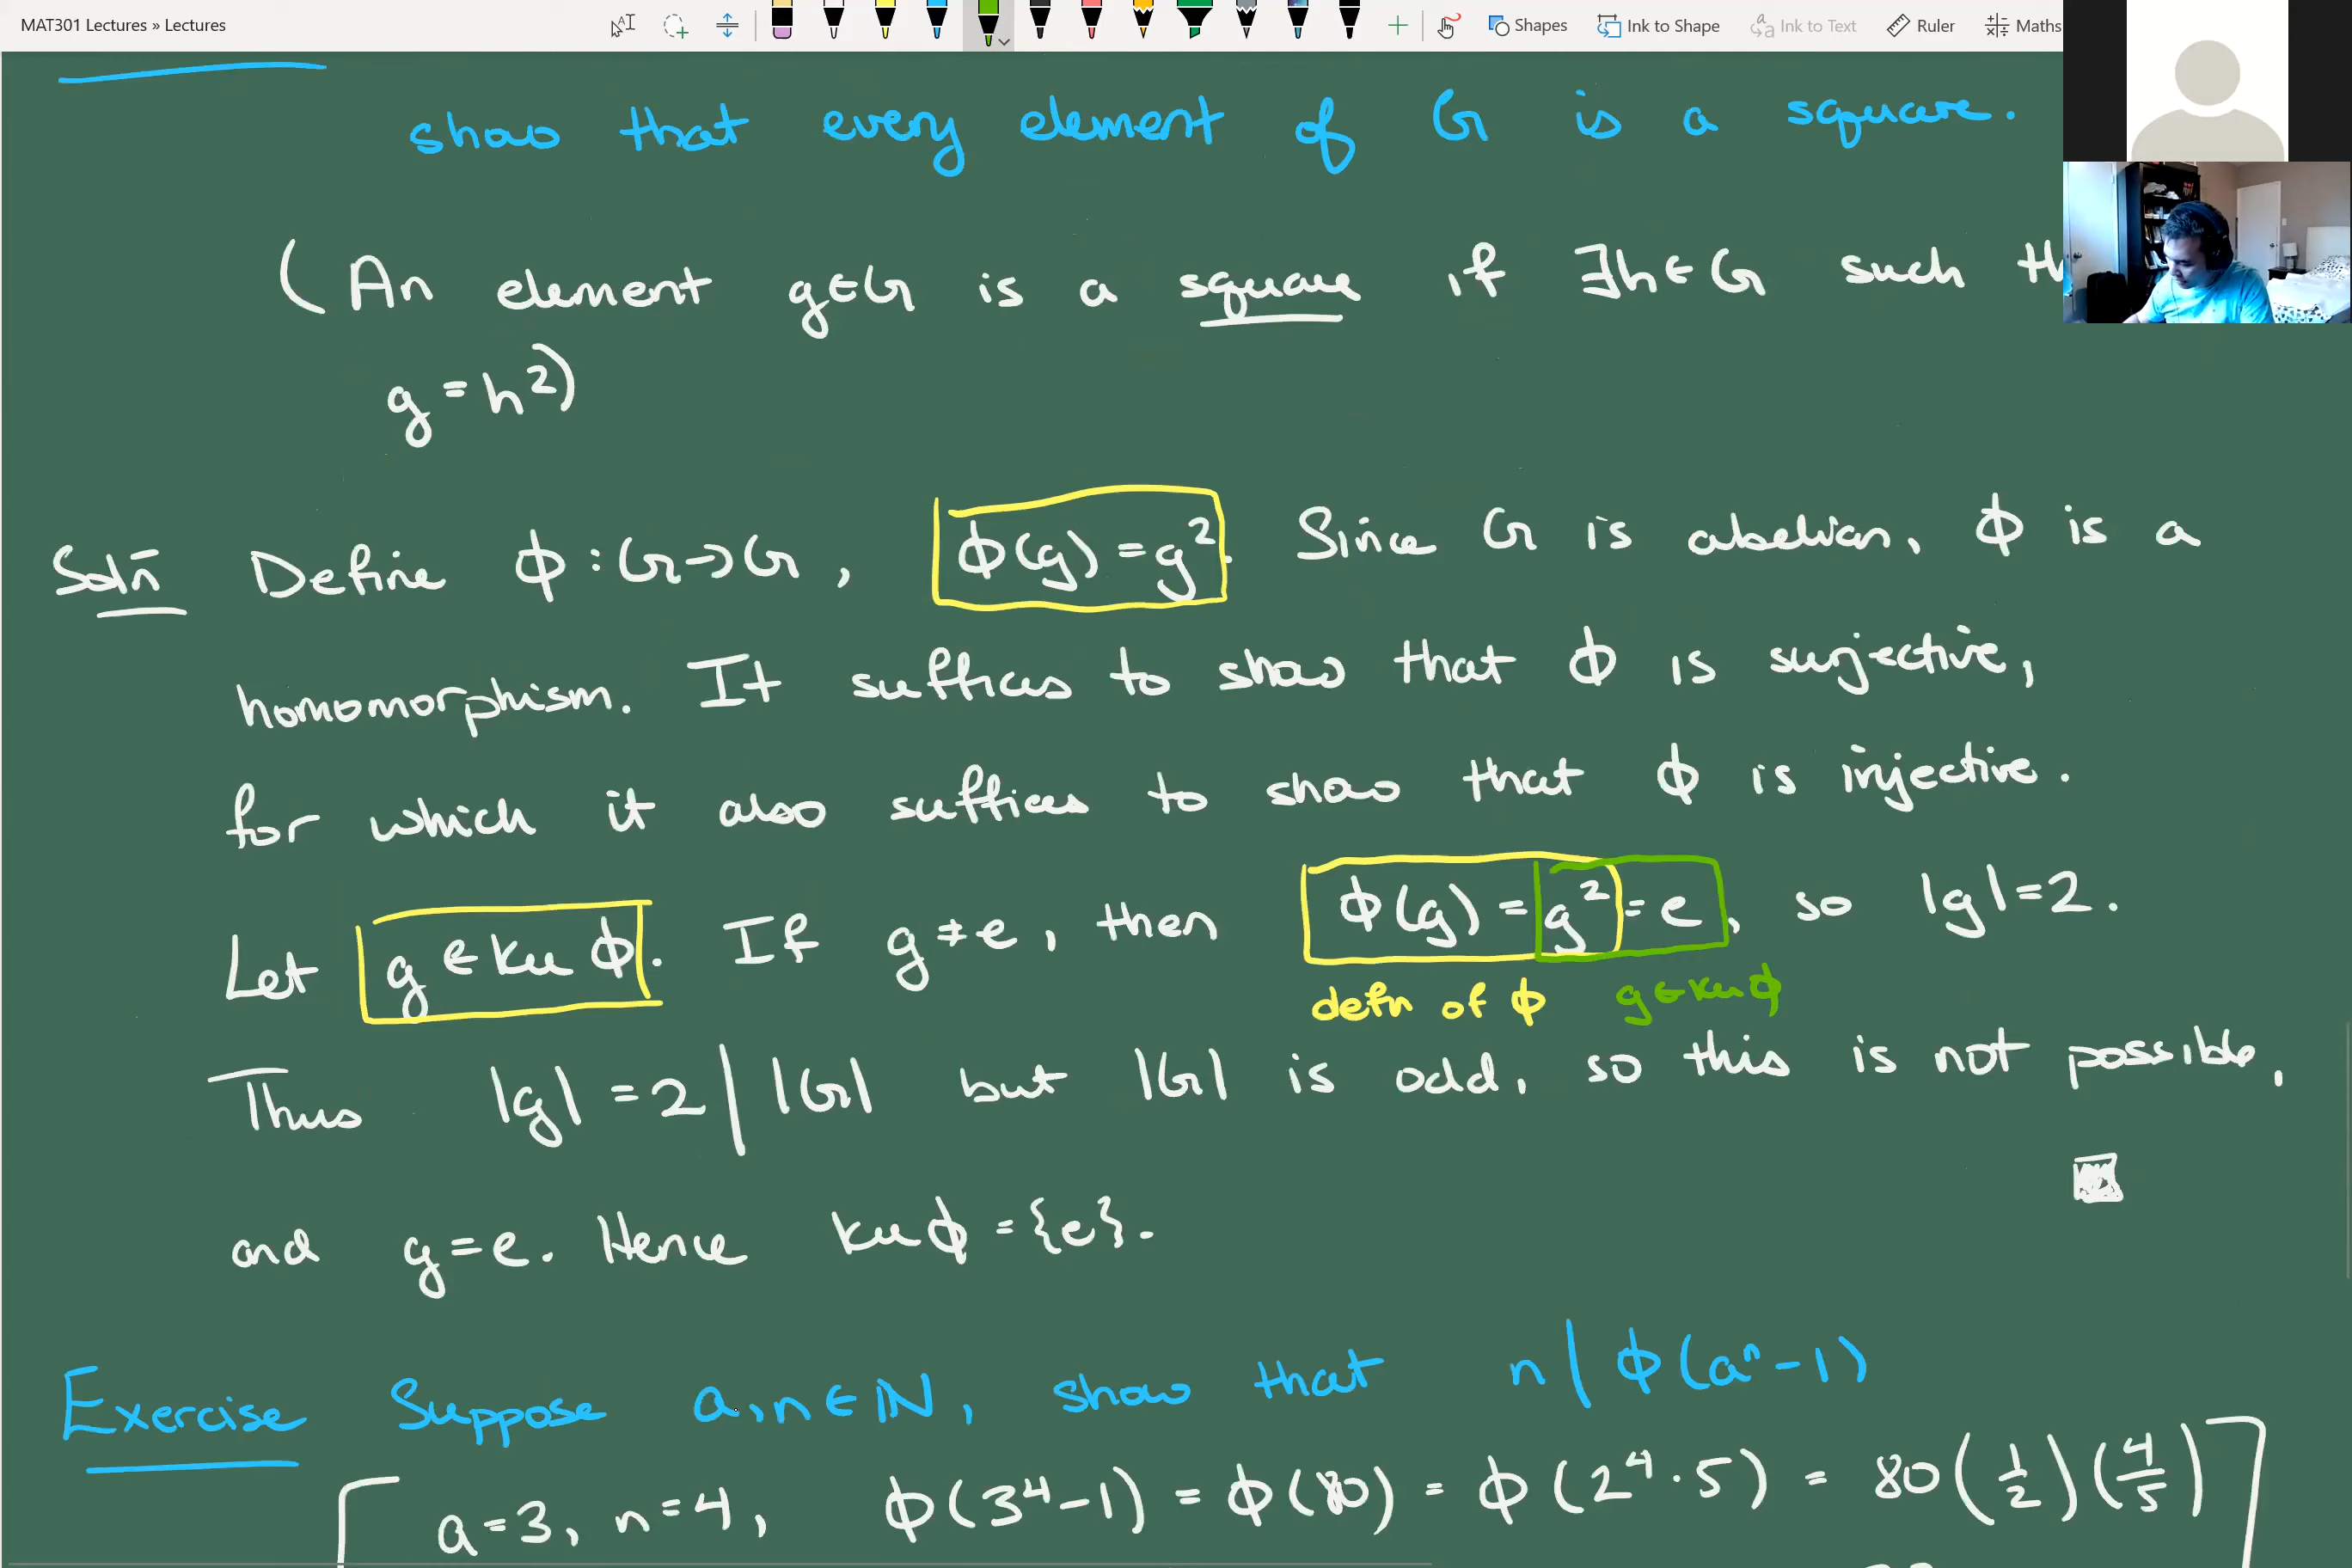 MAT301 Lectures » Lectures
Shapes Ink to Shape Ink to Text Ruler Maths
show that every element of G is a square.
(An element g∈G is a square if ∃h∈G such
g = h²)
Soln Define ϕ: G→G, ϕ(g) = g². Since G is abelian, ϕ is a
homomorphism. It suffices to show that ϕ is surjective,
for which it also suffices to show that ϕ is injective.
Let g ∈ ker ϕ. If g ≠ e, then ϕ(g) = g² = e, so |g| = 2.
defn of ϕ g ∈ ker ϕ
Thus |g| = 2 | |G| but |G| is odd, so this is not possible,
and g = e. Hence ker ϕ = {e}.
Exercise Suppose a, n ∈ ℕ, show that n | ϕ(aⁿ - 1)
[a = 3, n = 4, ϕ(3⁴ - 1) = ϕ(80) = ϕ(2⁴ · 5) = 80(1/2)(4/5)]